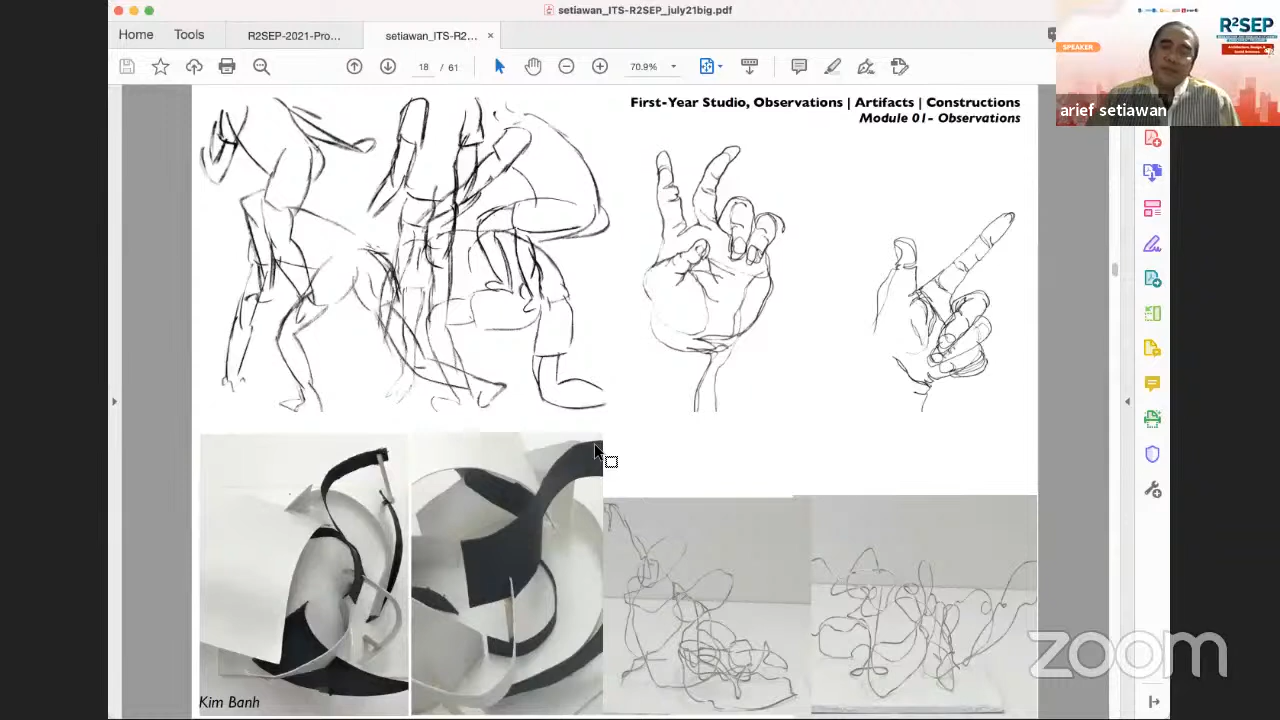 setiawan_ITS-R2SEP_july21big.pdf
Home
Tools
R2SEP-2021-Pro...
setiawan_ITS-R2...
18 / 61
70.9%
SPEAKER
R²SEP
arief setiawan
First-Year Studio, Observations | Artifacts | Constructions
Module 01- Observations
Kim Banh
zoom